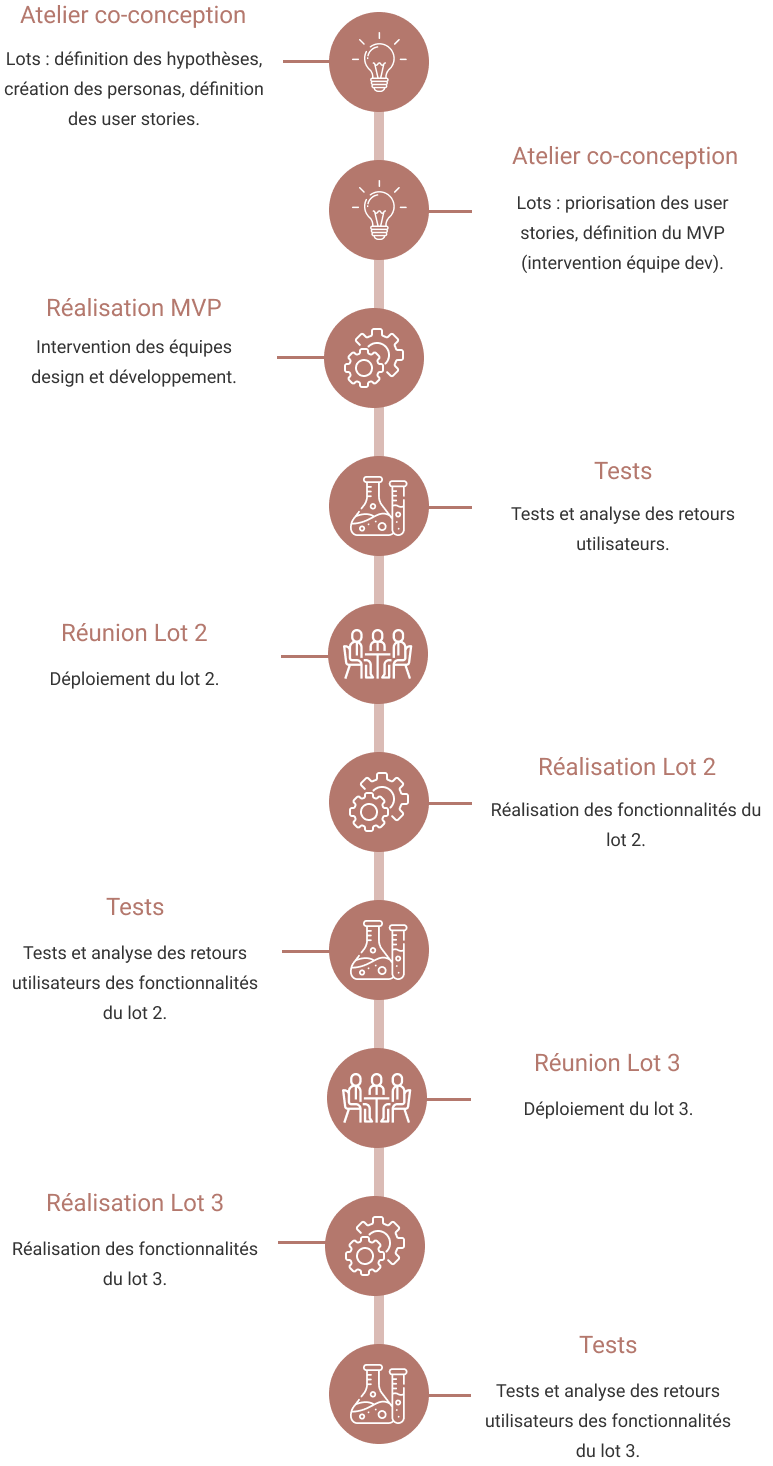 Atelier co-conception
Lots : définition des hypothèses,
création des personas, définition
des user stories.
Atelier co-conception
Lots : priorisation des user
stories, définition du MVP
(intervention équipe dev).
Réalisation MVP
Intervention des équipes
design et développement.
Tests
Tests et analyse des retours
utilisateurs.
Réunion Lot 2
Déploiement du lot 2.
Réalisation Lot 2
Réalisation des fonctionnalités du
lot 2.
Tests
Tests et analyse des retours
utilisateurs des fonctionnalités
du lot 2.
Réunion Lot 3
Déploiement du lot 3.
Réalisation Lot 3
Réalisation des fonctionnalités
du lot 3.
Tests
Tests et analyse des retours
utilisateurs des fonctionnalités
du lot 3.